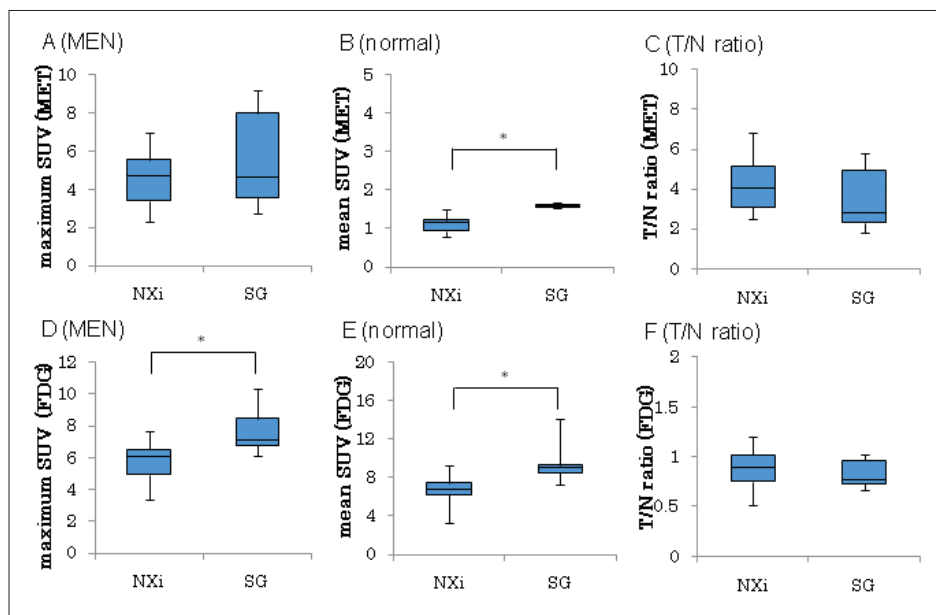 A (MEN)
maximum SUV (MET)
10
8
6
4
2
0
NXi SG
B (normal)
mean SUV (MET)
5
4
3
2
1
0
*
NXi SG
C (T/N ratio)
T/N ratio (MET)
10
8
6
4
2
0
NXi SG
D (MEN)
maximum SUV (FDG)
12
10
8
6
4
2
0
*
NXi SG
E (normal)
mean SUV (FDG)
20
16
12
8
4
0
*
NXi SG
F (T/N ratio)
T/N ratio (FDG)
2
1.5
1
0.5
0
NXi SG